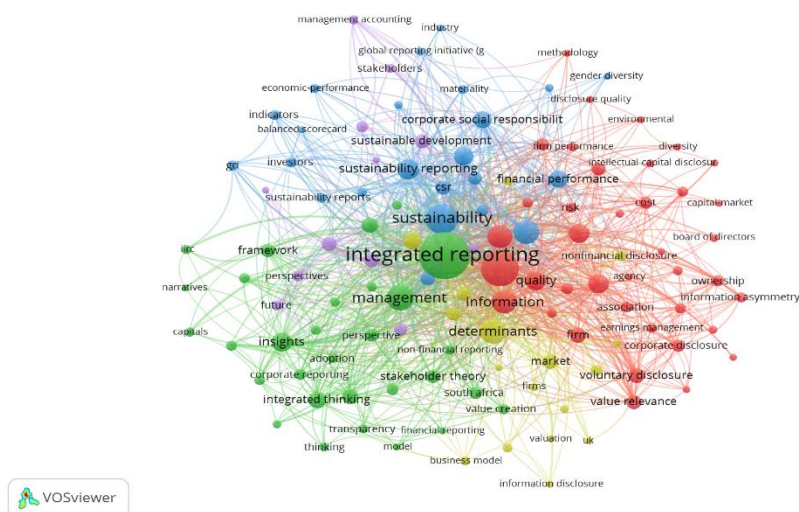 management accounting
industry
global reporting initiative (g
methodology
stakeholders
gender diversity
economic-performance
materiality
disclosure quality
indicators
corporate social responsibilit
environmental
balanced scorecard
sustainable development
firm performance
diversity
gri
investors
sustainability reporting
intellectual capital disclosur
csr
financial performance
sustainability reports
cost
capital market
risk
sustainability
board of directors
iirc
framework
integrated reporting
nonfinancial disclosure
perspectives
quality
agency
ownership
narratives
management
information
information asymmetry
future
association
capitals
insights
perspective
determinants
firm
earnings management
corporate disclosure
adoption
non-financial reporting
market
corporate reporting
stakeholder theory
voluntary disclosure
integrated thinking
south africa
firms
value relevance
value creation
transparency
financial reporting
thinking
model
valuation
uk
business model
information disclosure
VOSviewer